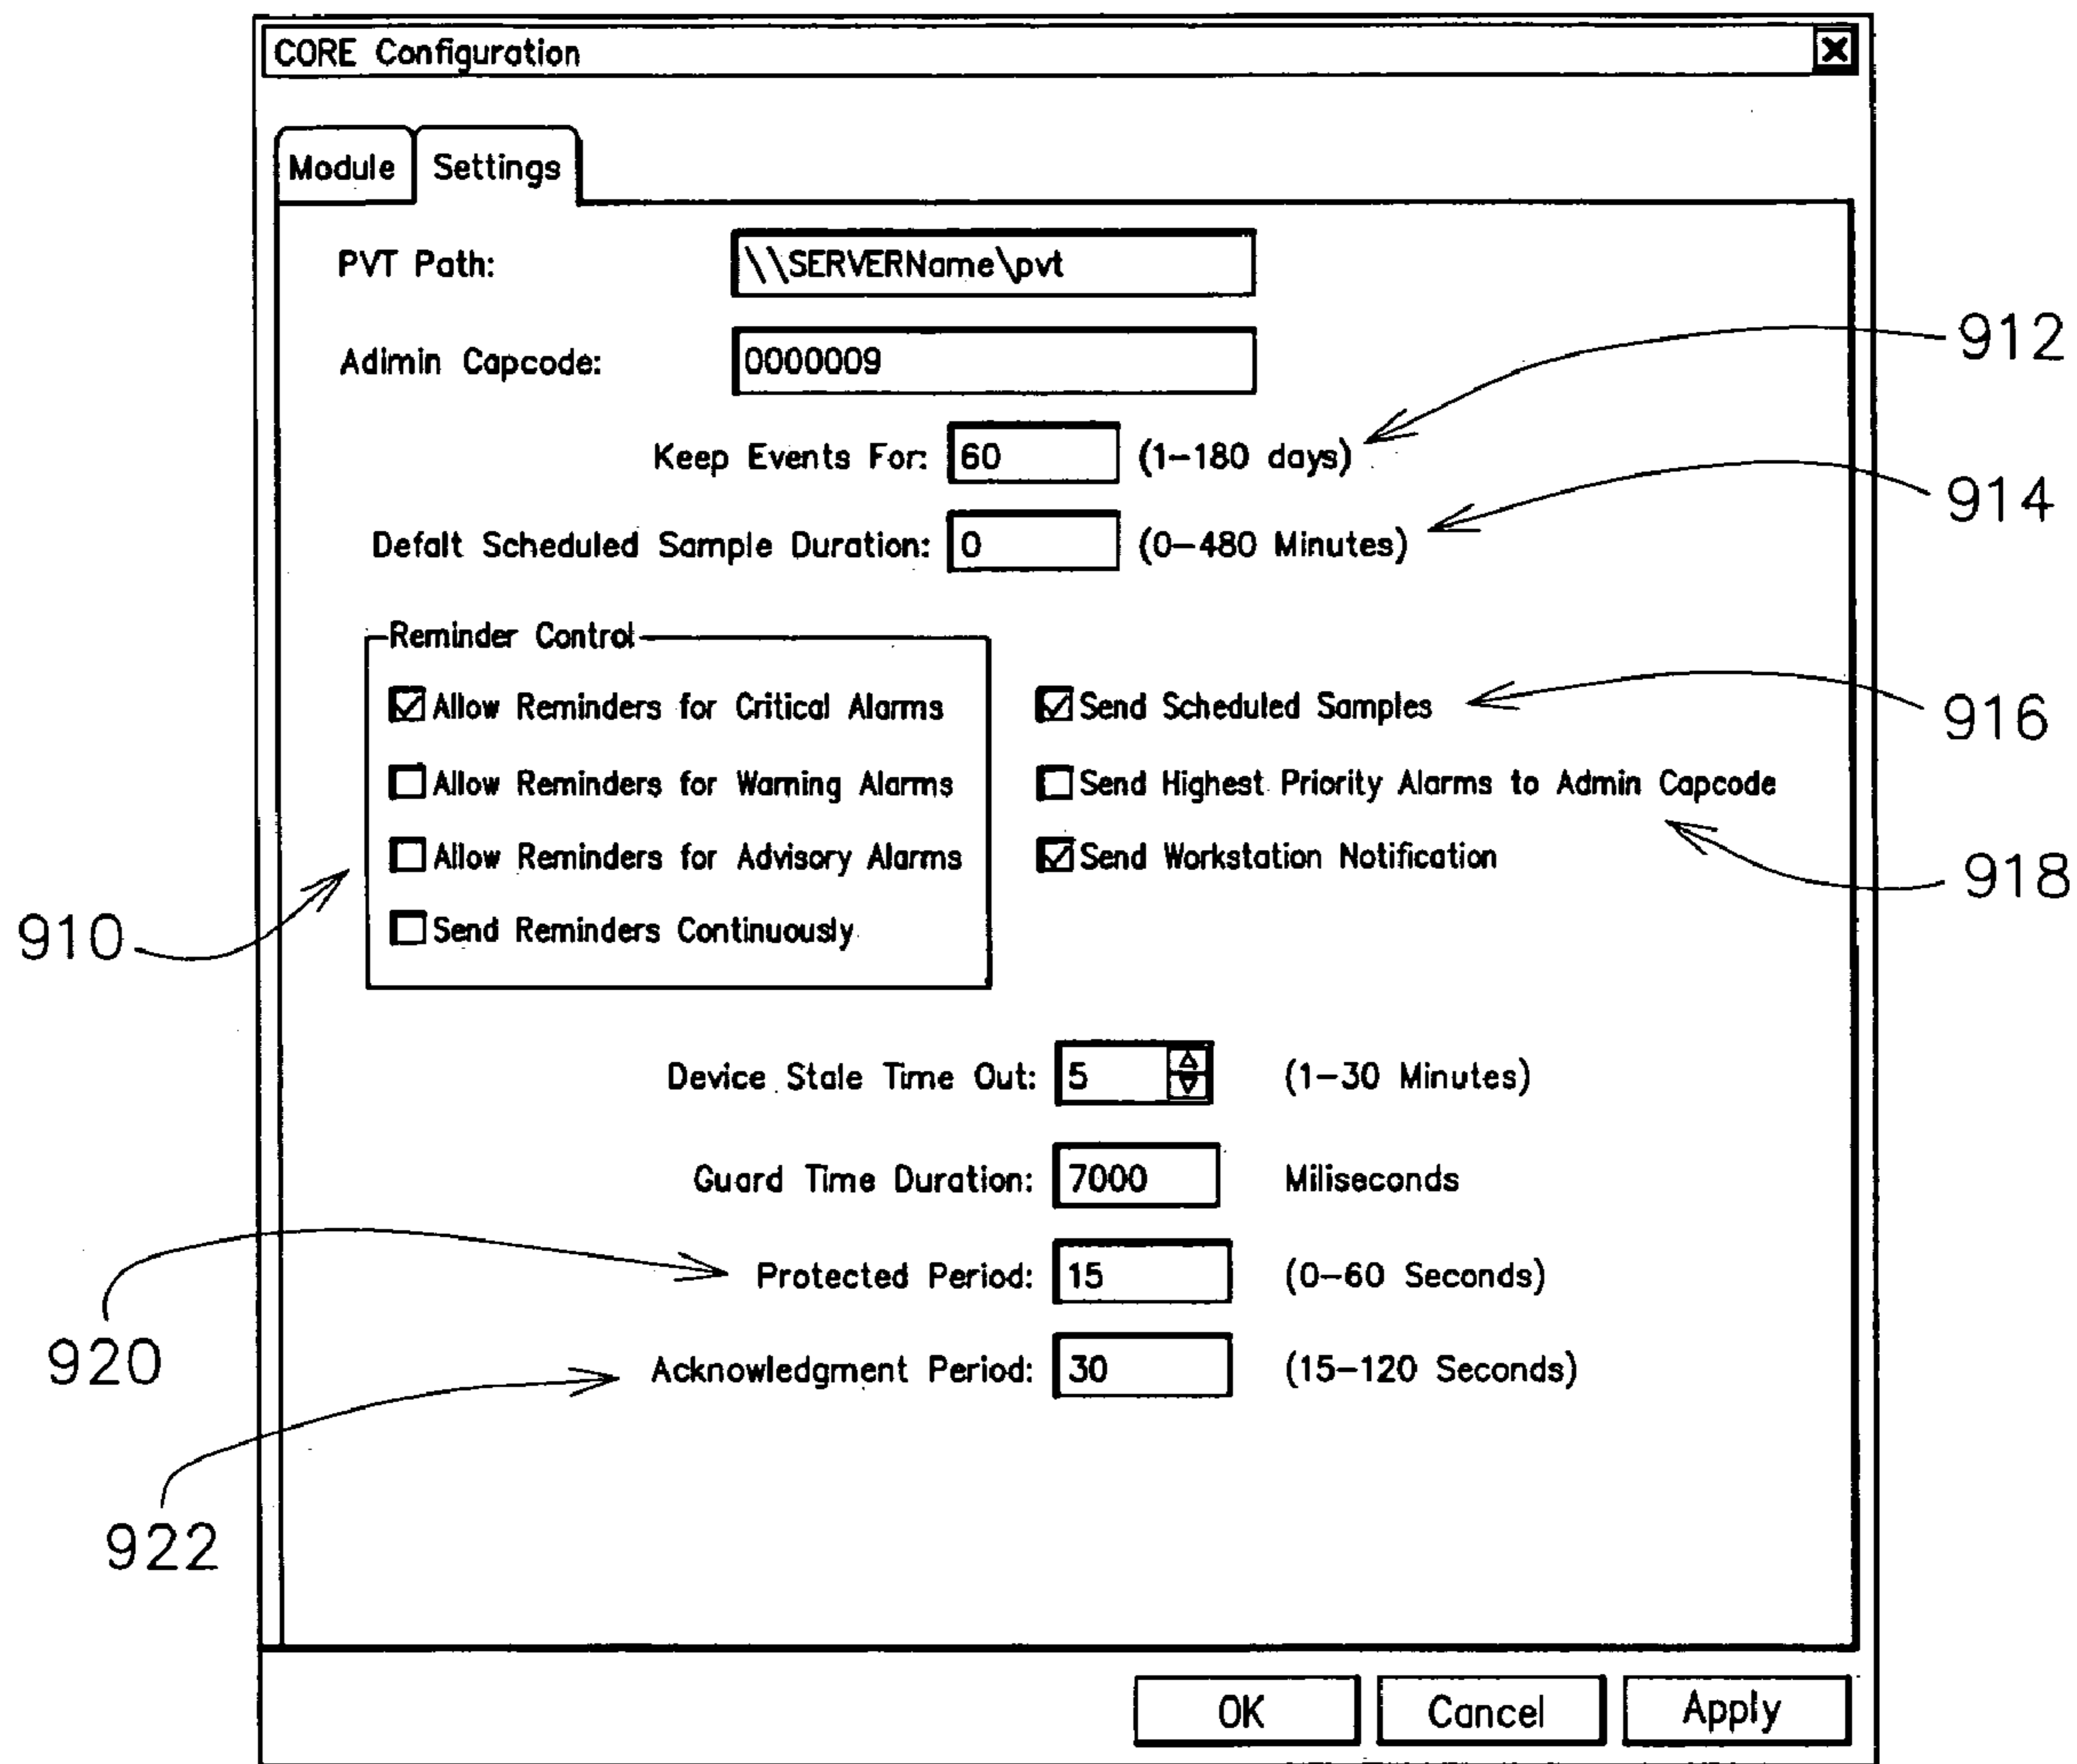 CORE Configuration
Module Settings
PVT Path: \\SERVERName\pvt
Adimin Capcode: 0000009
912
Keep Events For: 60 (1-180 days)
914
Defalt Scheduled Sample Duration: 0 (0-480 Minutes)
Reminder Control
Allow Reminders for Critical Alarms
Send Scheduled Samples
916
Allow Reminders for Warning Alarms
Send Highest Priority Alarms to Admin Capcode
Allow Reminders for Advisory Alarms
Send Workstation Notification
918
910
Send Reminders Continuously
Device Stale Time Out: 5 (1-30 Minutes)
Guard Time Duration: 7000 Miliseconds
Protected Period: 15 (0-60 Seconds)
920
Acknowledgment Period: 30 (15-120 Seconds)
922
OK Cancel Apply